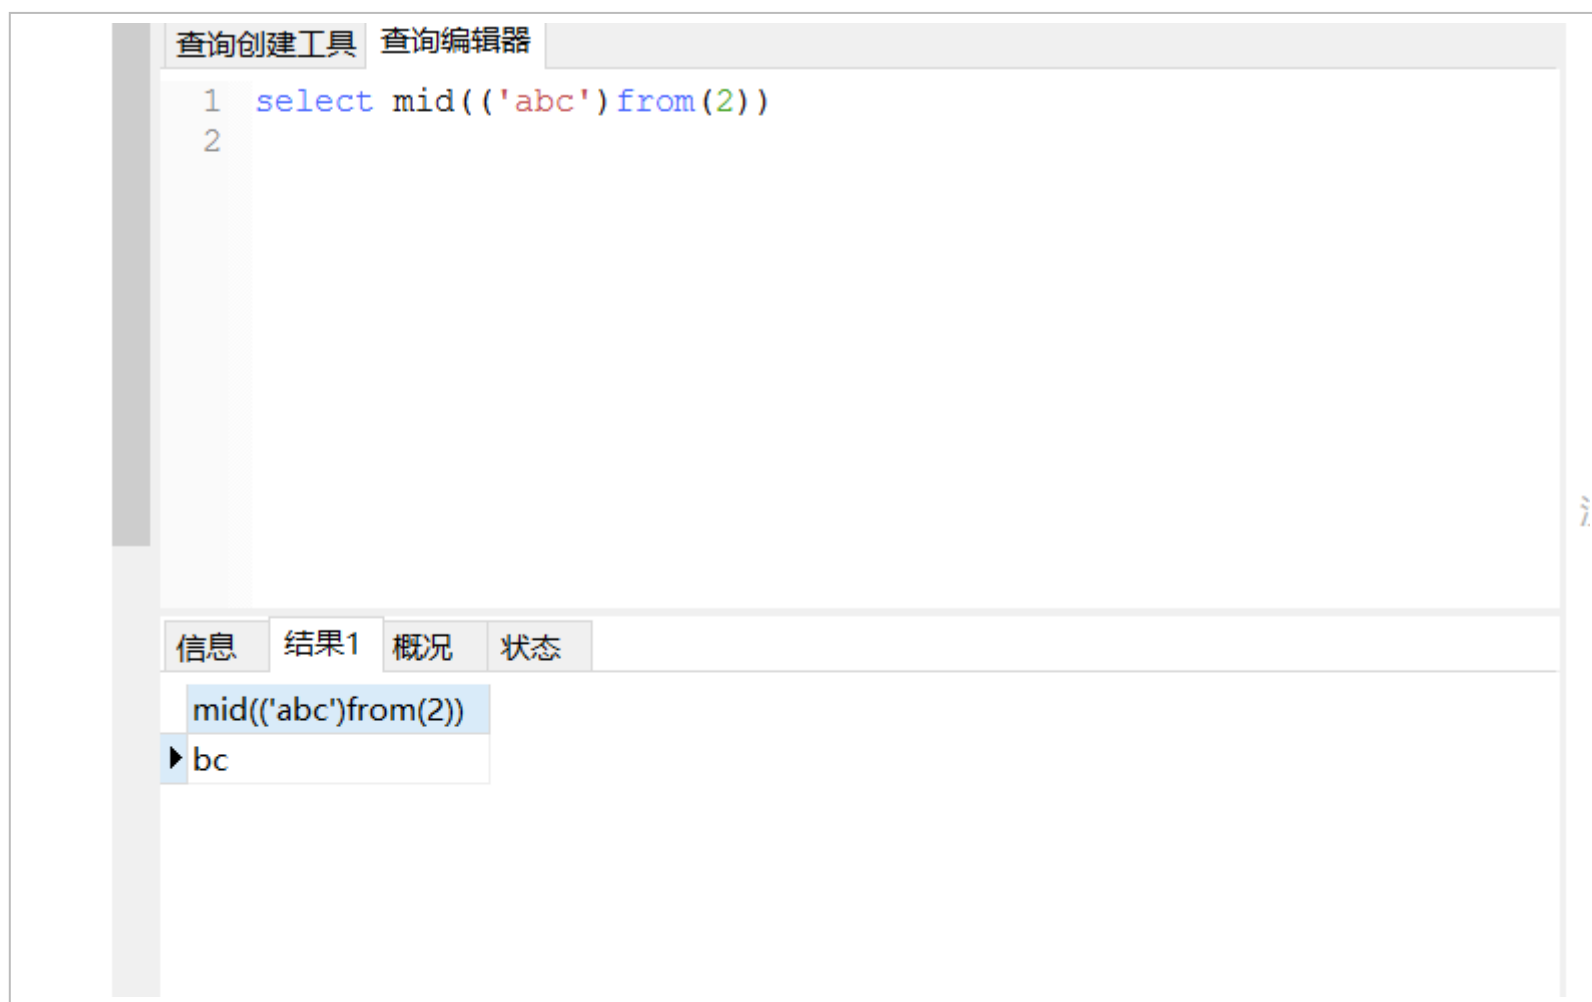 查询创建工具 查询编辑器
1 select mid(('abc')from(2))
2
信息 结果1 概况 状态
mid(('abc')from(2))
bc